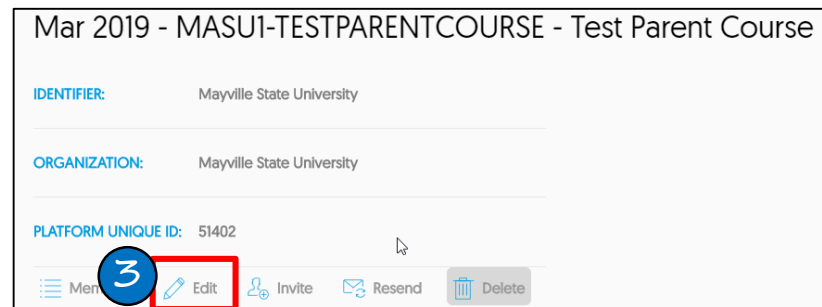 Mar 2019 - MASU1-TESTPARENTCOURSE - Test Parent Course
IDENTIFIER: Mayville State University
ORGANIZATION: Mayville State University
PLATFORM UNIQUE ID: 51402
3 Edit Invite Resend Delete